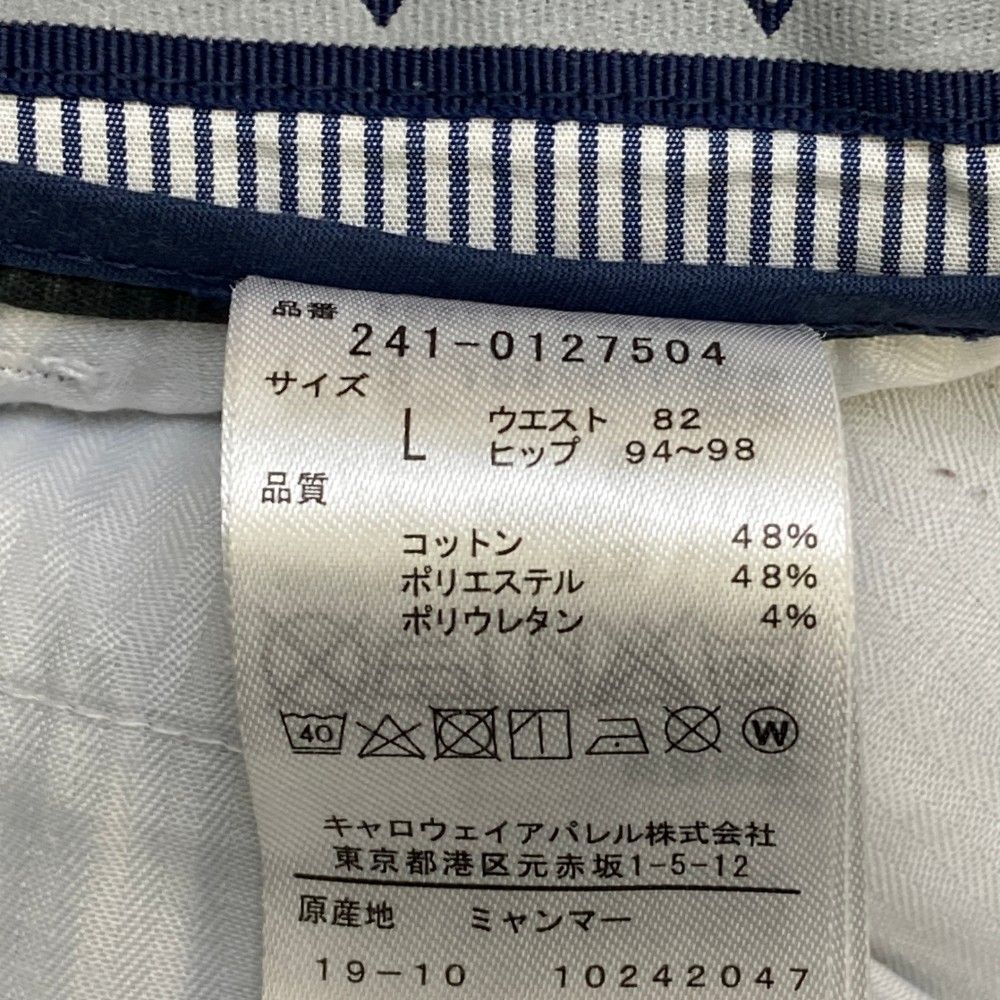 品番
241-0127504
サイズ
L ウエスト 82
ヒップ 94~98
品質
コットン 48%
ポリエステル 48%
ポリウレタン 4%
40 W
キャロウェイアパレル株式会社
東京都港区元赤坂1-5-12
原産地 ミャンマー
19-10 10242047